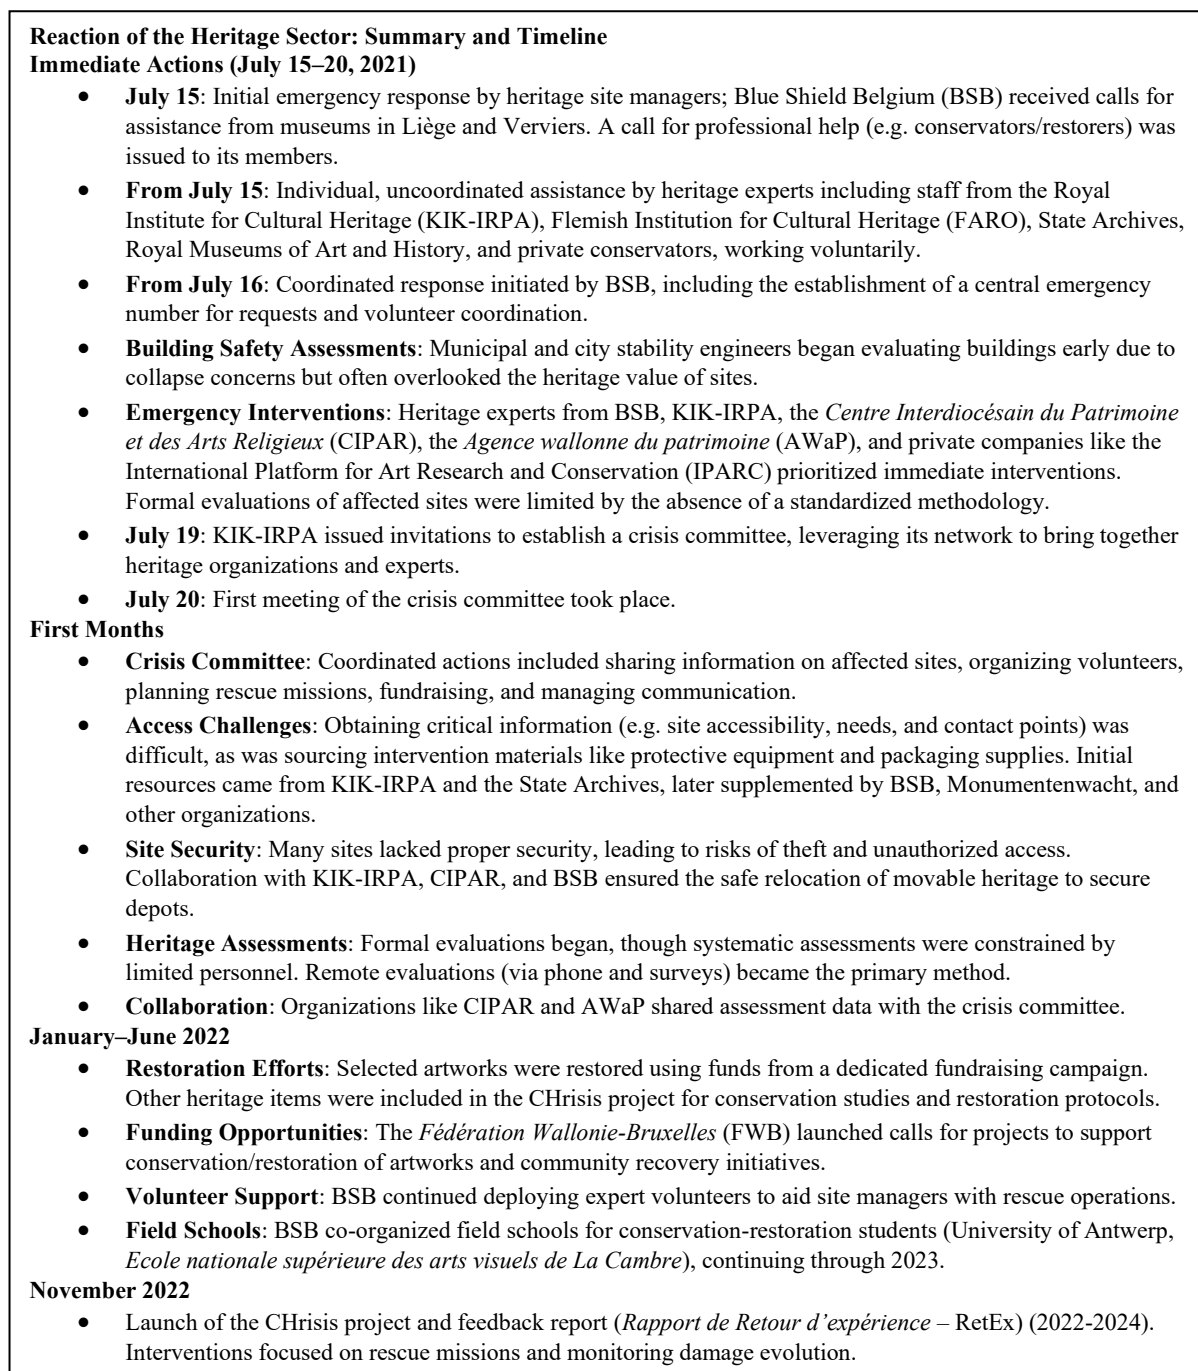 Reaction of the Heritage Sector: Summary and Timeline
Immediate Actions (July 15–20, 2021)
• July 15: Initial emergency response by heritage site managers; Blue Shield Belgium (BSB) received calls for
assistance from museums in Liège and Verviers. A call for professional help (e.g. conservators/restorers) was
issued to its members.
• From July 15: Individual, uncoordinated assistance by heritage experts including staff from the Royal
Institute for Cultural Heritage (KIK-IRPA), Flemish Institution for Cultural Heritage (FARO), State Archives,
Royal Museums of Art and History, and private conservators, working voluntarily.
• From July 16: Coordinated response initiated by BSB, including the establishment of a central emergency
number for requests and volunteer coordination.
• Building Safety Assessments: Municipal and city stability engineers began evaluating buildings early due to
collapse concerns but often overlooked the heritage value of sites.
• Emergency Interventions: Heritage experts from BSB, KIK-IRPA, the Centre Interdiocésain du Patrimoine
et des Arts Religieux (CIPAR), the Agence wallonne du patrimoine (AWaP), and private companies like the
International Platform for Art Research and Conservation (IPARC) prioritized immediate interventions.
Formal evaluations of affected sites were limited by the absence of a standardized methodology.
• July 19: KIK-IRPA issued invitations to establish a crisis committee, leveraging its network to bring together
heritage organizations and experts.
• July 20: First meeting of the crisis committee took place.
First Months
• Crisis Committee: Coordinated actions included sharing information on affected sites, organizing volunteers,
planning rescue missions, fundraising, and managing communication.
• Access Challenges: Obtaining critical information (e.g. site accessibility, needs, and contact points) was
difficult, as was sourcing intervention materials like protective equipment and packaging supplies. Initial
resources came from KIK-IRPA and the State Archives, later supplemented by BSB, Monumentenwacht, and
other organizations.
• Site Security: Many sites lacked proper security, leading to risks of theft and unauthorized access.
Collaboration with KIK-IRPA, CIPAR, and BSB ensured the safe relocation of movable heritage to secure
depots.
• Heritage Assessments: Formal evaluations began, though systematic assessments were constrained by
limited personnel. Remote evaluations (via phone and surveys) became the primary method.
• Collaboration: Organizations like CIPAR and AWaP shared assessment data with the crisis committee.
January–June 2022
• Restoration Efforts: Selected artworks were restored using funds from a dedicated fundraising campaign.
Other heritage items were included in the CHrisis project for conservation studies and restoration protocols.
• Funding Opportunities: The Fédération Wallonie-Bruxelles (FWB) launched calls for projects to support
conservation/restoration of artworks and community recovery initiatives.
• Volunteer Support: BSB continued deploying expert volunteers to aid site managers with rescue operations.
• Field Schools: BSB co-organized field schools for conservation-restoration students (University of Antwerp,
Ecole nationale supérieure des arts visuels de La Cambre), continuing through 2023.
November 2022
• Launch of the CHrisis project and feedback report (Rapport de Retour d'expérience – RetEx) (2022-2024).
Interventions focused on rescue missions and monitoring damage evolution.